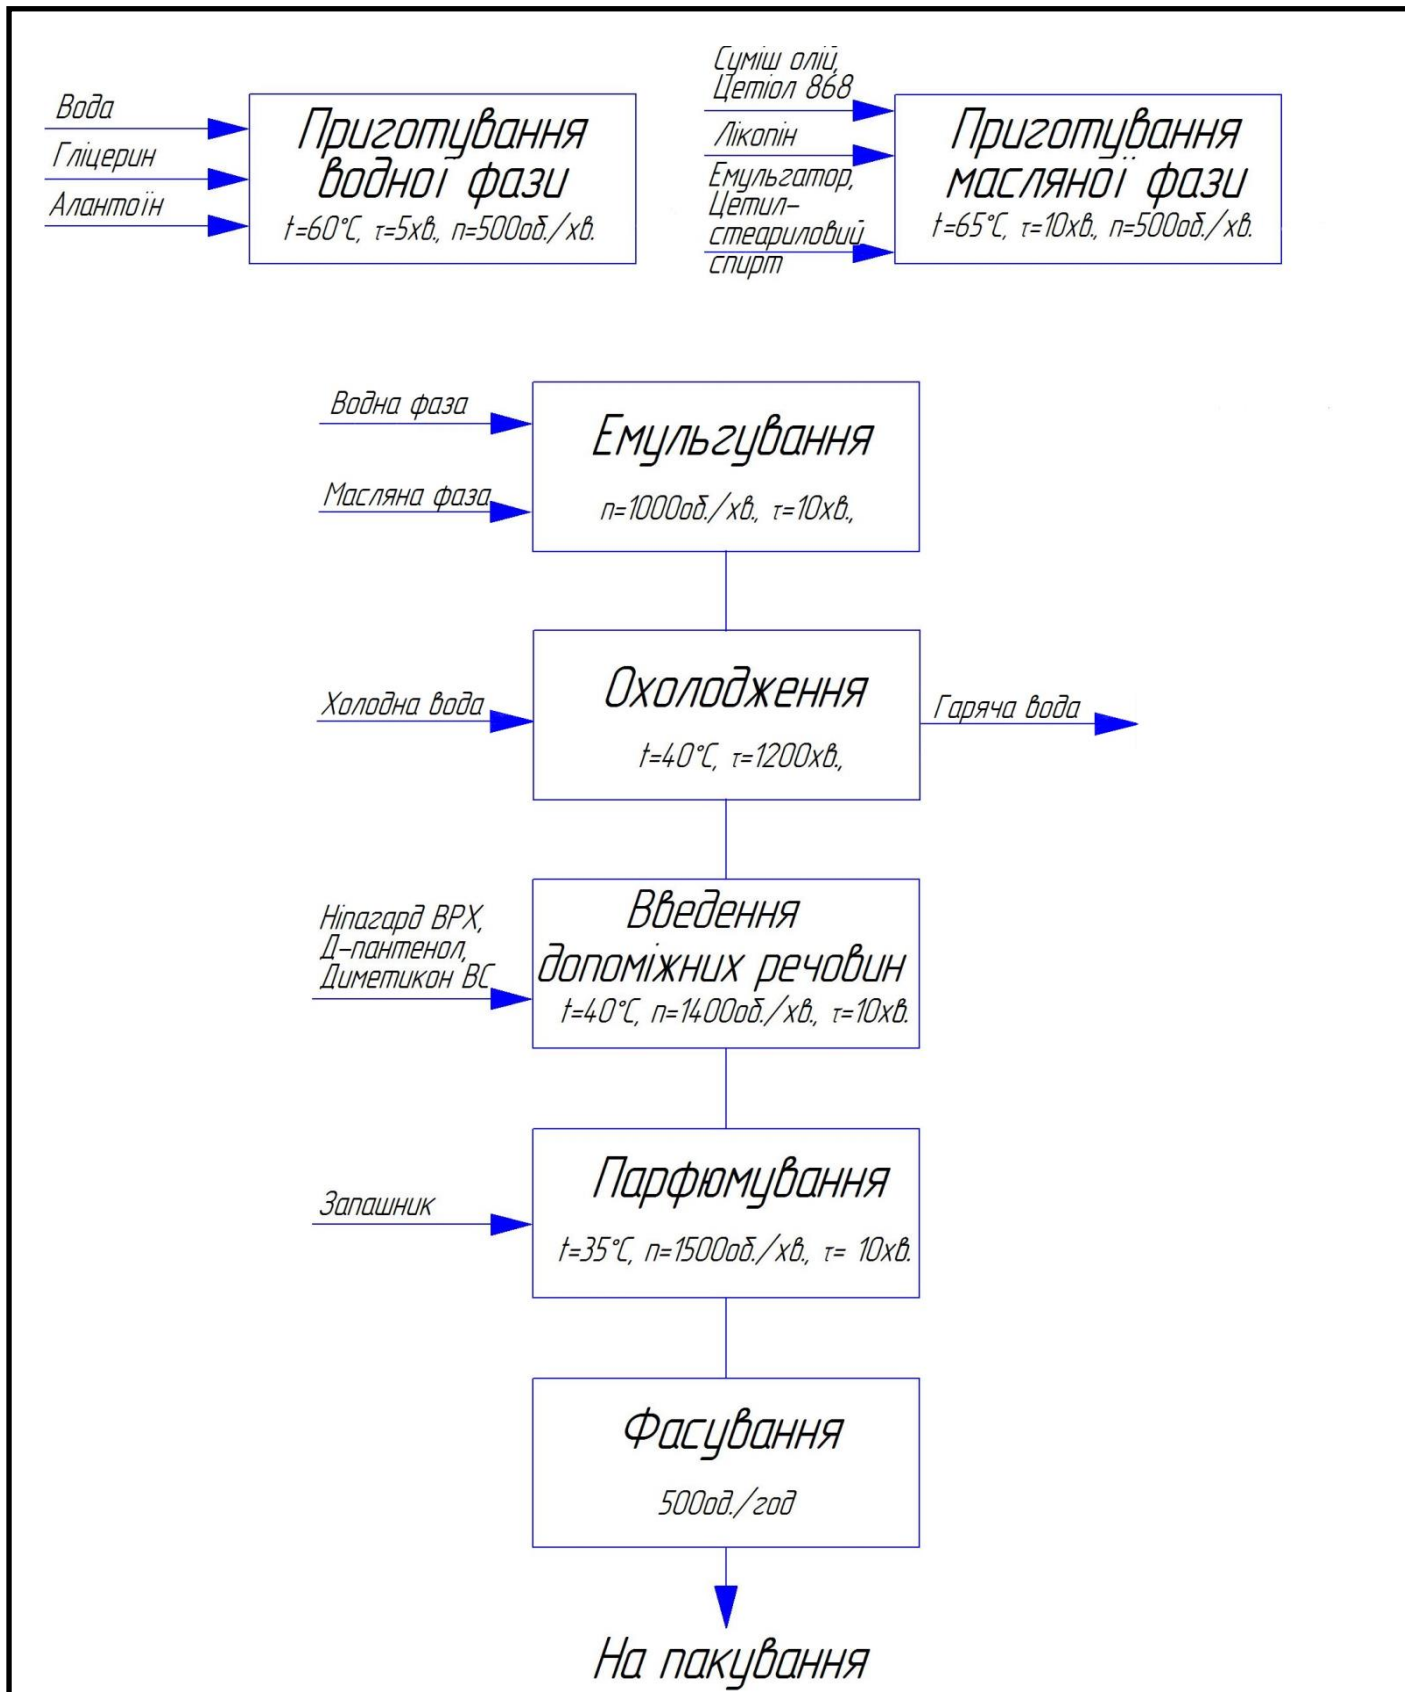 Вода
Гліцерин
Алантоїн
Приготування
водної фази
t=60°C, τ=5хв., n=500об./хв.
Суміш олій,
Цетіол 868
Лікопін
Емульгатор,
Цетил-
стеариловий
спирт
Приготування
масляної фази
t=65°C, τ=10хв., n=500об./хв.
Водна фаза
Масляна фаза
Емульгування
n=1000об./хв., τ=10хв.,
Холодна вода
Охолодження
t=40°C, τ=1200хв.,
Гаряча вода
Ніпагард ВРХ,
Д-пантенол,
Диметикон ВС
Введення
допоміжних речовин
t=40°C, n=1400об./хв., τ=10хв.
Запашник
Парфюмування
t=35°C, n=1500об./хв., τ= 10хв.
Фасування
500од./год
На пакування